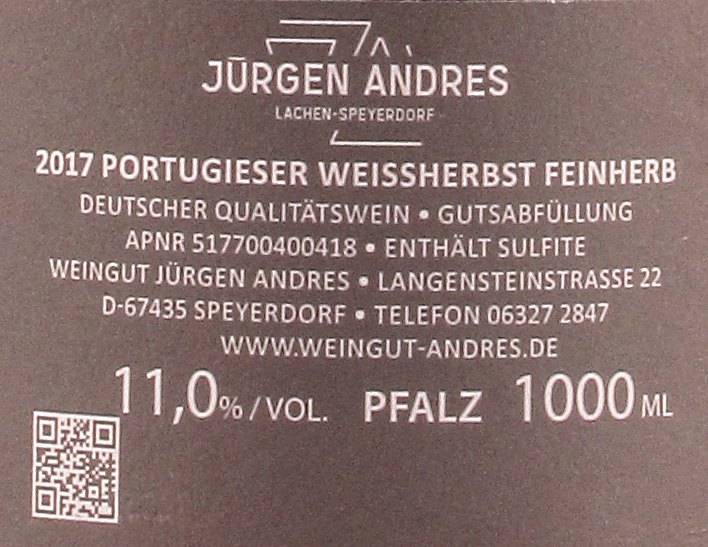 JÜRGEN ANDRES
LACHEN-SPEYERDORF
2017 PORTUGIESER WEISSHERBST FEINHERB
DEUTSCHER QUALITÄTSWEIN • GUTSABFÜLLUNG
APNR 517700400418 • ENTHÄLT SULFITE
WEINGUT JÜRGEN ANDRES • LANGENSTEINSTRASSE 22
D-67435 SPEYERDORF • TELEFON 06327 2847
WWW.WEINGUT-ANDRES.DE
11,0%/VOL. PFALZ 1000 ML